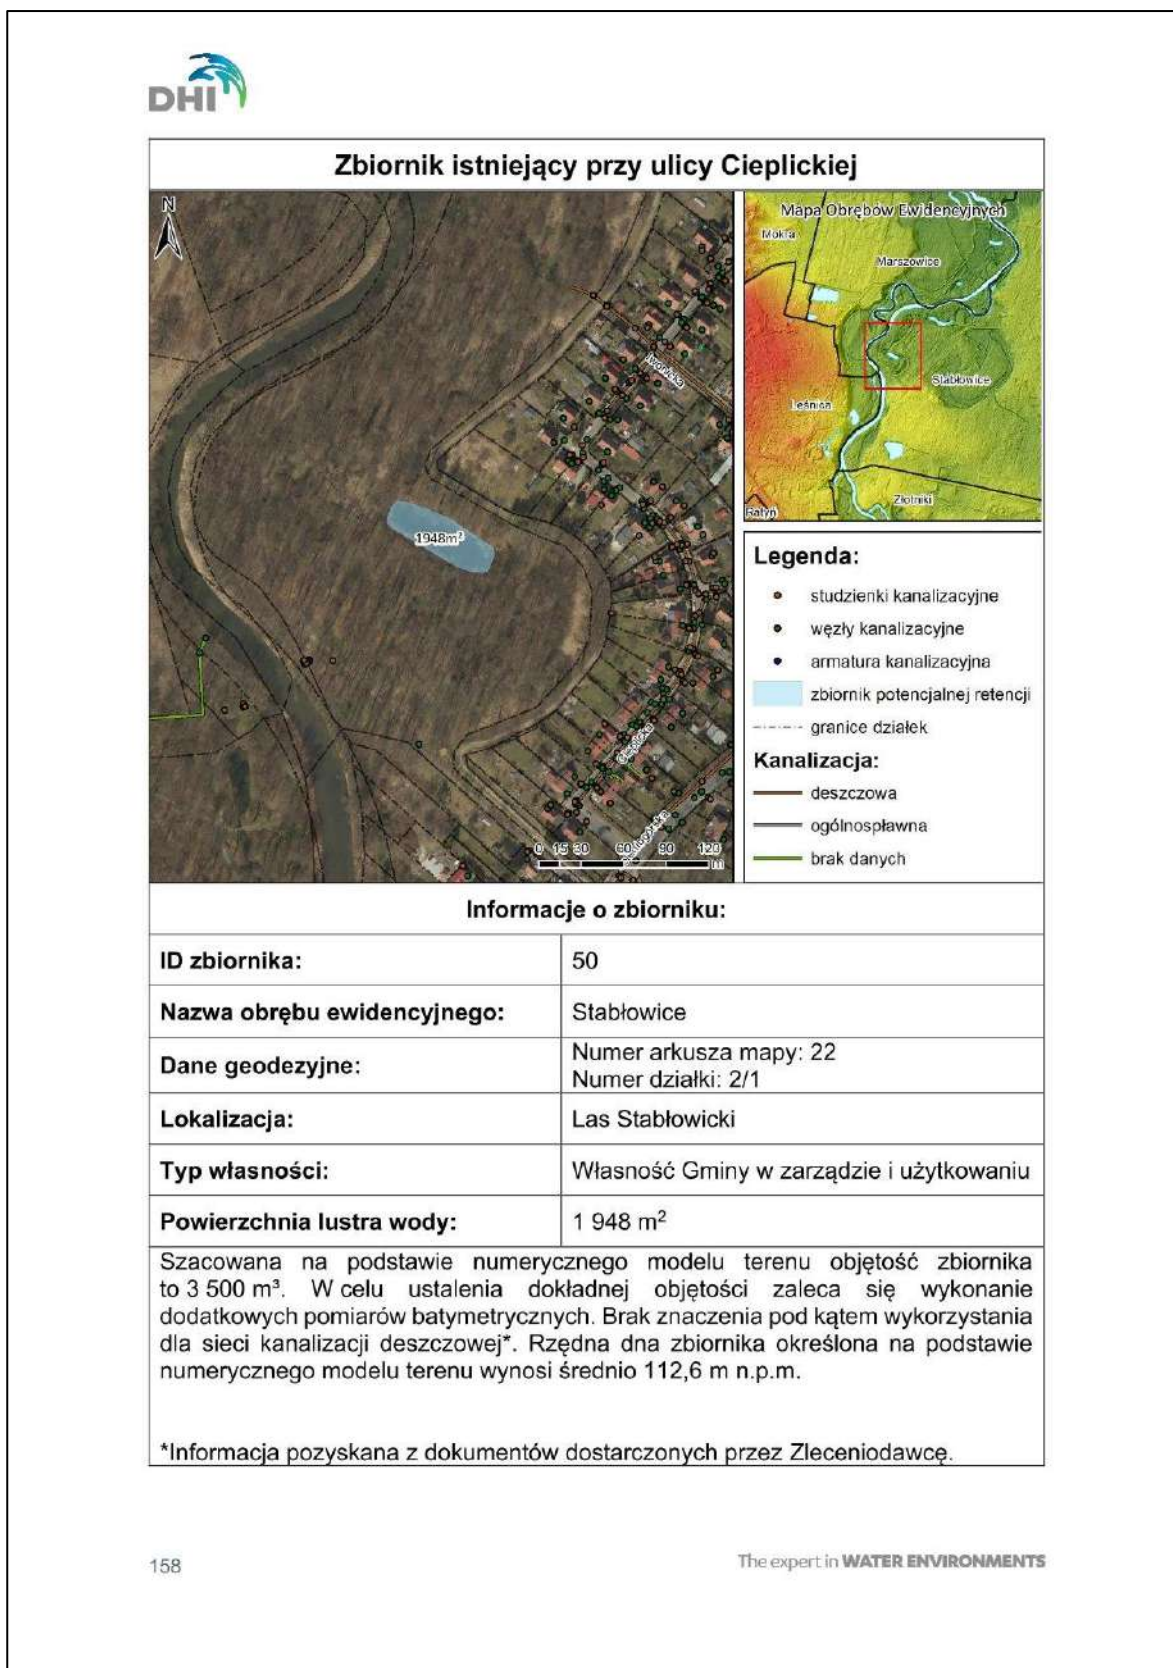 DHI
Zbiornik istniejący przy ulicy Cieplickiej
N
Iwonicka
1948m²
Cieplicka
0 15 30 60 90 120
m
Mapa Obrębów Ewidencyjnych
Mokra
Marszowice
Stabłowice
Leśnica
Złotniki
Ratyń
Legenda:
studzienki kanalizacyjne
węzły kanalizacyjne
armatura kanalizacyjna
zbiornik potencjalnej retencji
granice działek
Kanalizacja:
deszczowa
ogólnospławna
brak danych
Informacje o zbiorniku:
ID zbiornika: 50
Nazwa obrębu ewidencyjnego: Stabłowice
Dane geodezyjne: Numer arkusza mapy: 22
Numer działki: 2/1
Lokalizacja: Las Stabłowicki
Typ własności: Własność Gminy w zarządzie i użytkowaniu
Powierzchnia lustra wody: 1 948 m²
Szacowana na podstawie numerycznego modelu terenu objętość zbiornika
to 3 500 m³. W celu ustalenia dokładnej objętości zaleca się wykonanie
dodatkowych pomiarów batymetrycznych. Brak znaczenia pod kątem wykorzystania
dla sieci kanalizacji deszczowej*. Rzędna dna zbiornika określona na podstawie
numerycznego modelu terenu wynosi średnio 112,6 m n.p.m.
*Informacja pozyskana z dokumentów dostarczonych przez Zleceniodawcę.
158
The expert in WATER ENVIRONMENTS